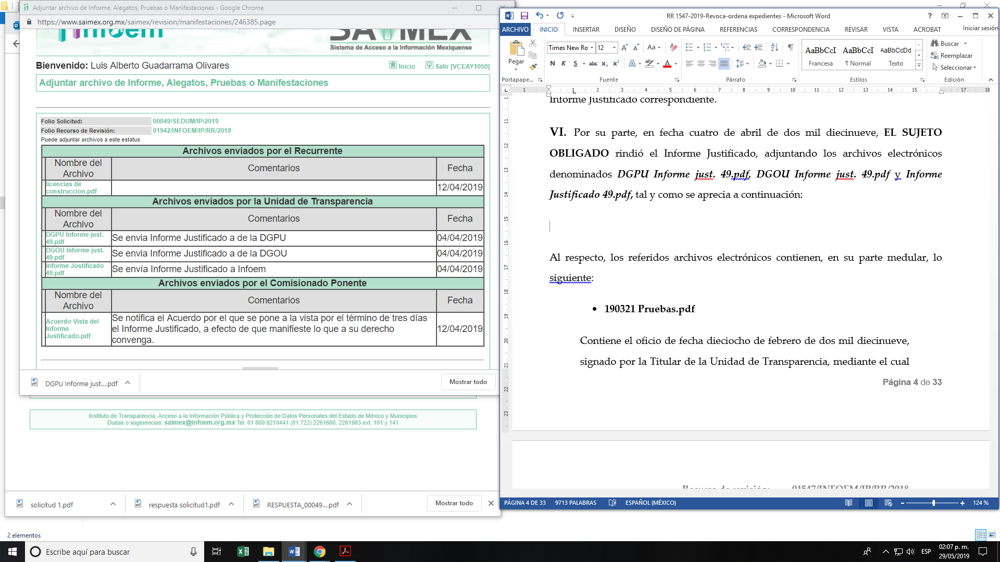 Adjuntar archivo de Informe, Alegatos, Pruebas o Manifestaciones - Google Chrome
https://www.saimex.org.mx/saimex/revision/manifestaciones/246385.page
infoem
SAIMEX
Sistema de Acceso a la Información Mexiquense
Bienvenido: Luis Alberto Guadarrama Olivares
Inicio
Salir [VCEAY1050]
Adjuntar archivo de Informe, Alegatos, Pruebas o Manifestaciones
Folio Solicitud: 00049/SEDUM/IP/2019
Folio Recurso de Revisión: 01942/INFOEM/IP/RR/2019
Puede adjuntar archivos a este estatus
Archivos enviados por el Recurrente
Nombre del Archivo Comentarios Fecha
licencias de construccion.pdf 12/04/2019
Archivos enviados por la Unidad de Transparencia
Nombre del Archivo Comentarios Fecha
DGPU Informe just. 49.pdf Se envia Informe Justificado a de la DGPU 04/04/2019
DGOU Informe just. 49.pdf Se envia Informe Justificado a de la DGOU 04/04/2019
Informe Justificado 49.pdf Se envía Informe Justificado a Infoem 04/04/2019
Archivos enviados por el Comisionado Ponente
Nombre del Archivo Comentarios Fecha
Acuerdo Vista del Informe Justificado.pdf Se notifica el Acuerdo por el que se pone a la vista por el término de tres días
el Informe Justificado, a efecto de que manifieste lo que a su derecho
convenga. 12/04/2019
DGPU Informe just....pdf
Mostrar todo
Instituto de Transparencia, Acceso a la Información Pública y Protección de Datos Personales del Estado de México y Municipios
Dudas o sugerencias: saimex@infoem.org.mx Tel. 01 800 8210441 (01 722) 2261680, 2261983 ext. 101 y 141
solicitud 1.pdf
respuesta solicitud1.pdf
RESPUESTA_00049....pdf
Mostrar todo
2 elementos
RR 1547-2019-Revoca-ordena expedientes - Microsoft Word
ARCHIVO INICIO INSERTAR DISEÑO DISEÑO DE PÁGINA REFERENCIAS CORRESPONDENCIA REVISAR VISTA ACROBAT Iniciar sesión
Pegar
Times New Ro 12
N K S abc x₂ x²
AaBbCcI AaBbCcI AaBbCcDd
Francesa ¶ Normal Texto
Buscar
Reemplazar
Seleccionar
Portapape... Fuente Párrafo Estilos Edición
Informe Justificado correspondiente.
VI. Por su parte, en fecha cuatro de abril de dos mil diecinueve, EL SUJETO
OBLIGADO rindió el Informe Justificado, adjuntando los archivos electrónicos
denominados DGPU Informe just. 49.pdf, DGOU Informe just. 49.pdf y Informe
Justificado 49.pdf, tal y como se aprecia a continuación:
Al respecto, los referidos archivos electrónicos contienen, en su parte medular, lo
siguiente:
• 190321 Pruebas.pdf
Contiene el oficio de fecha dieciocho de febrero de dos mil diecinueve,
signado por la Titular de la Unidad de Transparencia, mediante el cual
Página 4 de 33
Recurso de revisión: 01547/INFOEM/IP/RR/2018
PÁGINA 4 DE 33 9713 PALABRAS ESPAÑOL (MÉXICO) 124 %
Escribe aquí para buscar
ESP
02:07 p. m.
29/05/2019